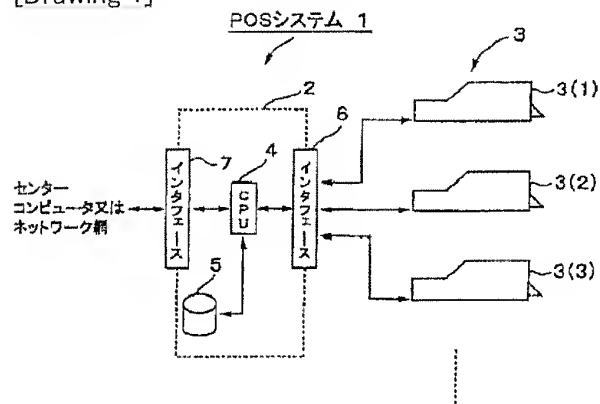 [Drawing 1]
POSシステム 1
3
2
3(1)
6
7
4
インタフェース
CPU
インタフェース
センター
コンピュータ又は
ネットワーク網
3(2)
5
3(3)